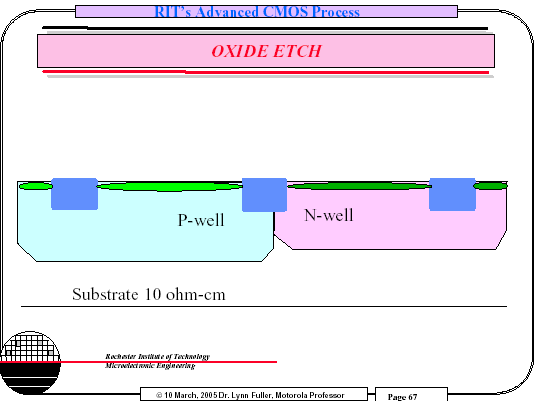 RIT's Advanced CMOS Process
OXIDE ETCH
P-well
N-well
Substrate 10 ohm-cm
Rochester Institute of Technology
Microelectronic Engineering
© 10 March, 2005 Dr. Lynn Fuller, Motorola Professor
Page 67